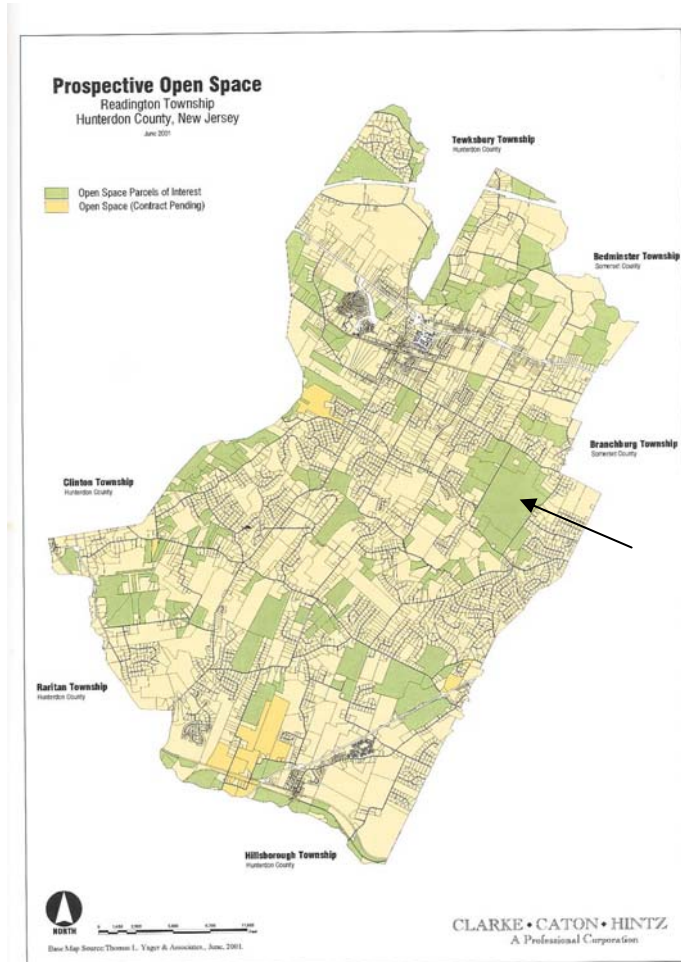 Prospective Open Space
Readington Township
Hunterdon County, New Jersey
June 2001
Open Space Parcels of Interest
Open Space (Contract Pending)
Tewksbury Township
Hunterdon County
Bedminster Township
Somerset County
Branchburg Township
Somerset County
Clinton Township
Hunterdon County
Raritan Township
Hunterdon County
Hillsborough Township
Hunterdon County
NORTH
Base Map Source: Thomas L. Yager & Associates., June, 2001.
CLARKE • CATON • HINTZ
A Professional Corporation